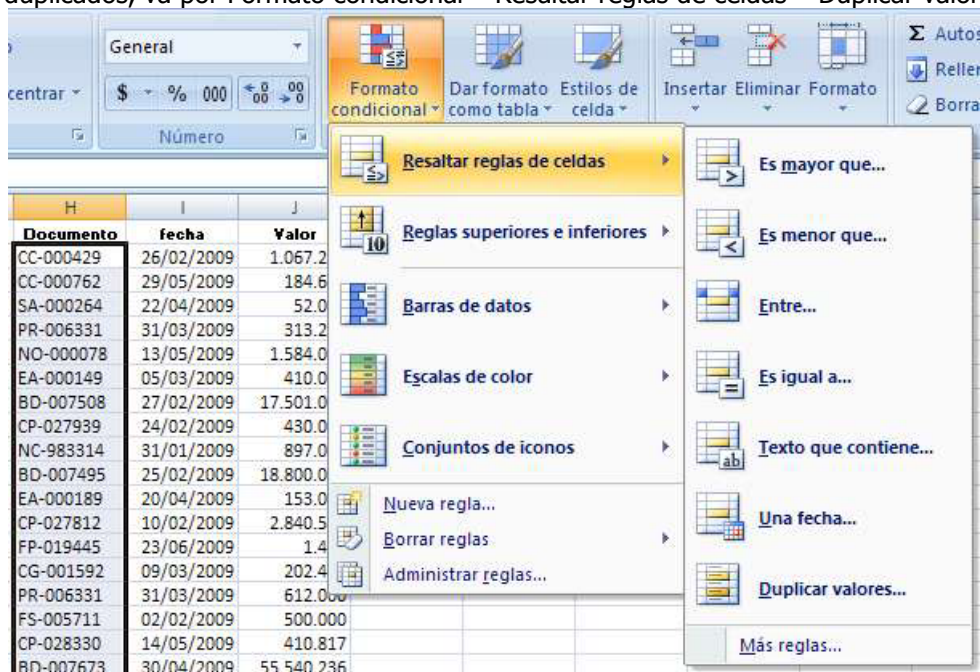 duplicados, va por Formato condicional – Resaltar reglas de celdas – Duplicar valor
General
Autos
centrar
$ % 000
Formato condicional
Dar formato como tabla
Estilos de celda
Insertar Eliminar Formato
Número
Σ
Reller
Borra
Resaltar reglas de celdas
Reglas superiores e inferiores
Barras de datos
Escalas de color
Conjuntos de iconos
Nueva regla...
Borrar reglas
Administrar reglas...
Es mayor que...
Es menor que...
Entre...
Es igual a...
Texto que contiene...
Una fecha...
Duplicar valores...
Más reglas...
H I J
Documento fecha Valor
CC-000429 26/02/2009 1.067.2
CC-000762 29/05/2009 184.6
SA-000264 22/04/2009 52.0
PR-006331 31/03/2009 313.2
NO-000078 13/05/2009 1.584.0
EA-000149 05/03/2009 410.0
BD-007508 27/02/2009 17.501.0
CP-027939 24/02/2009 430.0
NC-983314 31/01/2009 897.0
BD-007495 25/02/2009 18.800.0
EA-000189 20/04/2009 153.0
CP-027812 10/02/2009 2.840.5
FP-019445 23/06/2009 1.4
CG-001592 09/03/2009 202.4
PR-006331 31/03/2009 612.000
FS-005711 02/02/2009 500.000
CP-028330 14/05/2009 410.817
BD-007673 30/04/2009 55.540.236